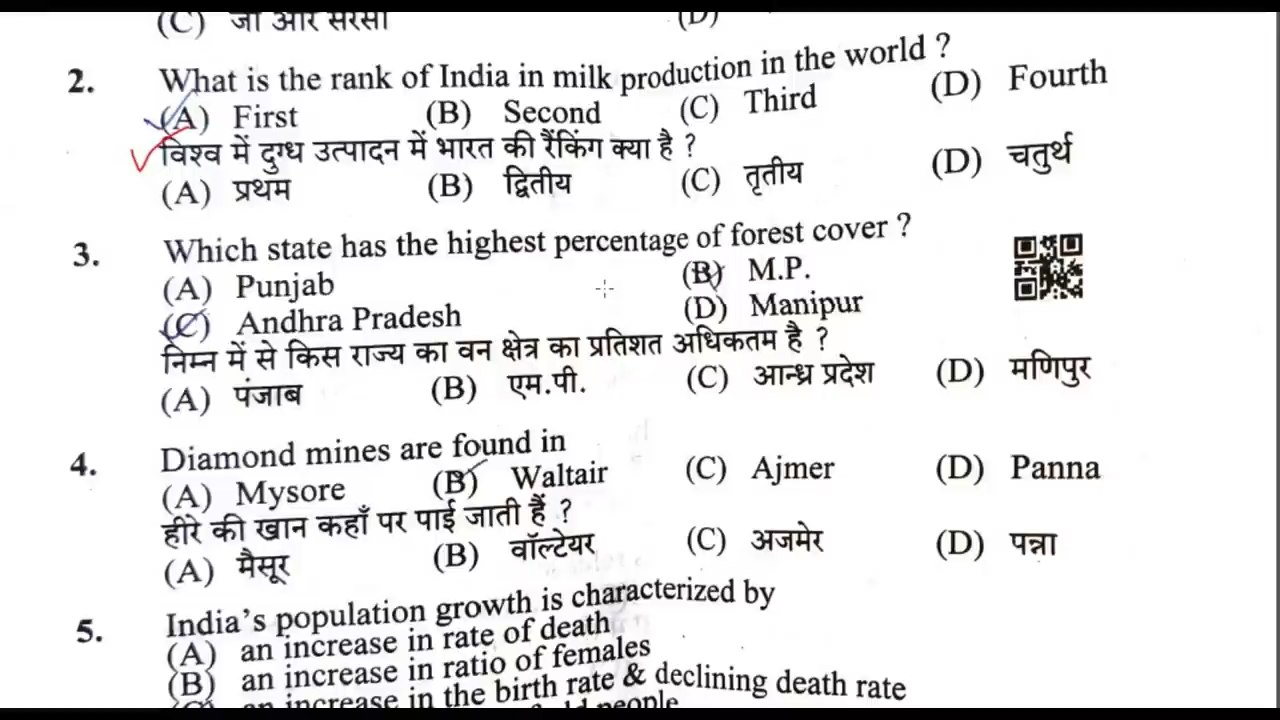 (C) जौ और सरसों
(D)
2. What is the rank of India in milk production in the world ?
(A) First (B) Second (C) Third (D) Fourth
विश्व में दुग्ध उत्पादन में भारत की रैंकिंग क्या है ?
(A) प्रथम (B) द्वितीय (C) तृतीय (D) चतुर्थ
3. Which state has the highest percentage of forest cover ?
(A) Punjab (B) M.P.
(C) Andhra Pradesh (D) Manipur
निम्न में से किस राज्य का वन क्षेत्र का प्रतिशत अधिकतम है ?
(A) पंजाब (B) एम.पी. (C) आन्ध्र प्रदेश (D) मणिपुर
4. Diamond mines are found in
(A) Mysore (B) Waltair (C) Ajmer (D) Panna
हीरे की खान कहाँ पर पाई जाती हैं ?
(A) मैसूर (B) वॉल्टेयर (C) अजमेर (D) पन्ना
5. India's population growth is characterized by
(A) an increase in rate of death
(B) an increase in ratio of females
(C) an increase in the birth rate & declining death rate
old people